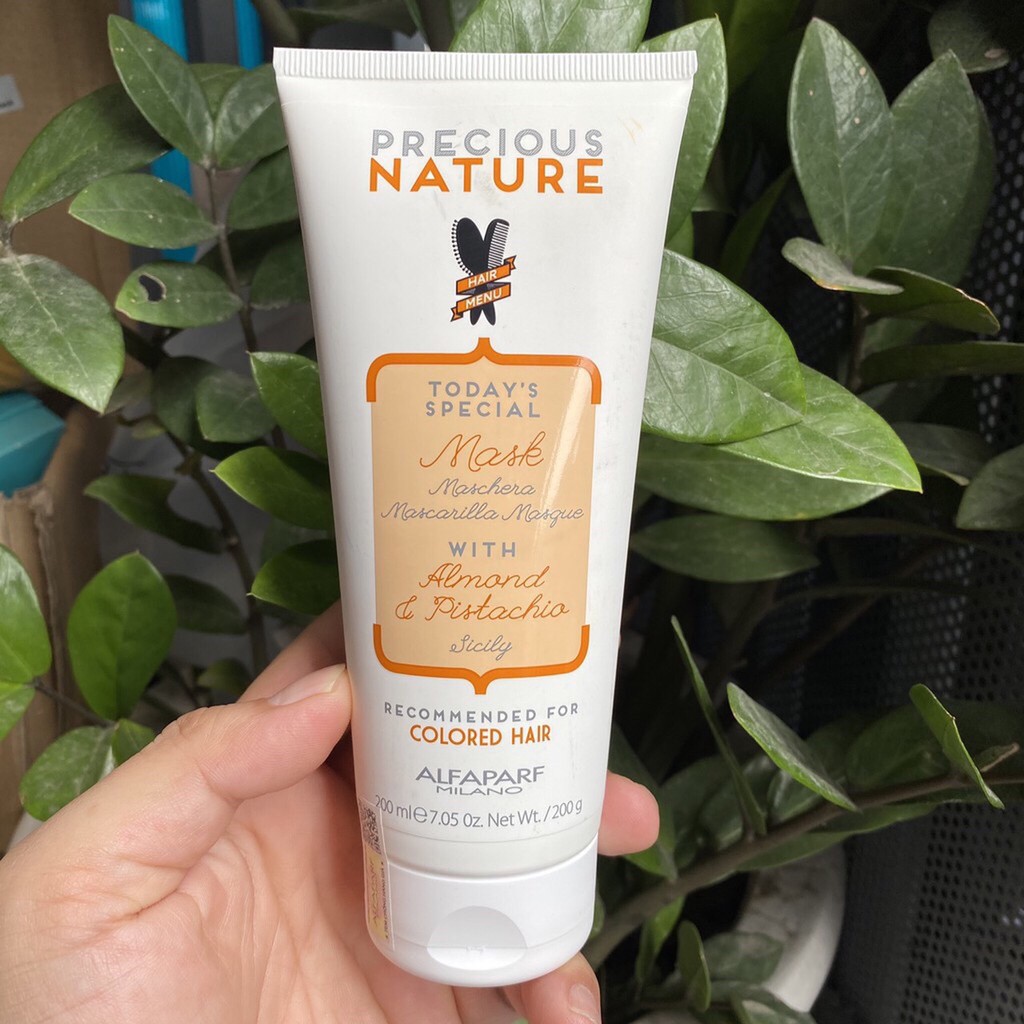 PRECIOUS
NATURE
HAIR
MENU
TODAY'S
SPECIAL
Mask
Maschera
Mascarilla Masque
WITH
Almond
& Pistachio
Sicily
RECOMMENDED FOR
COLORED HAIR
ALFAPARF
MILANO
200 ml ℮ 7.05 oz. Net Wt. / 200 g